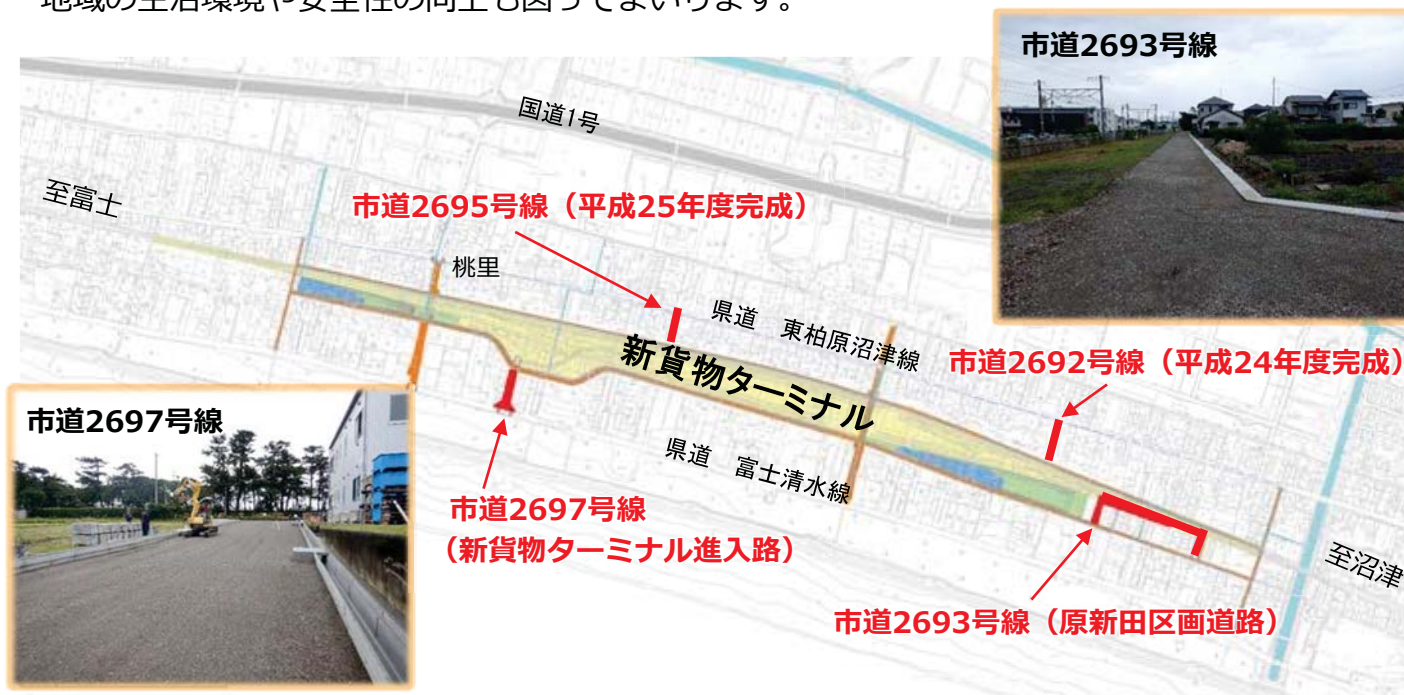 地域の生活環境や安全性の向上も図ってまいります。
市道2693号線
国道1号
至富士
市道2695号線（平成25年度完成）
桃里
県道　東柏原沼津線
新貨物ターミナル
市道2692号線（平成24年度完成）
市道2697号線
県道　富士清水線
市道2697号線
（新貨物ターミナル進入路）
至沼津
市道2693号線（原新田区画道路）